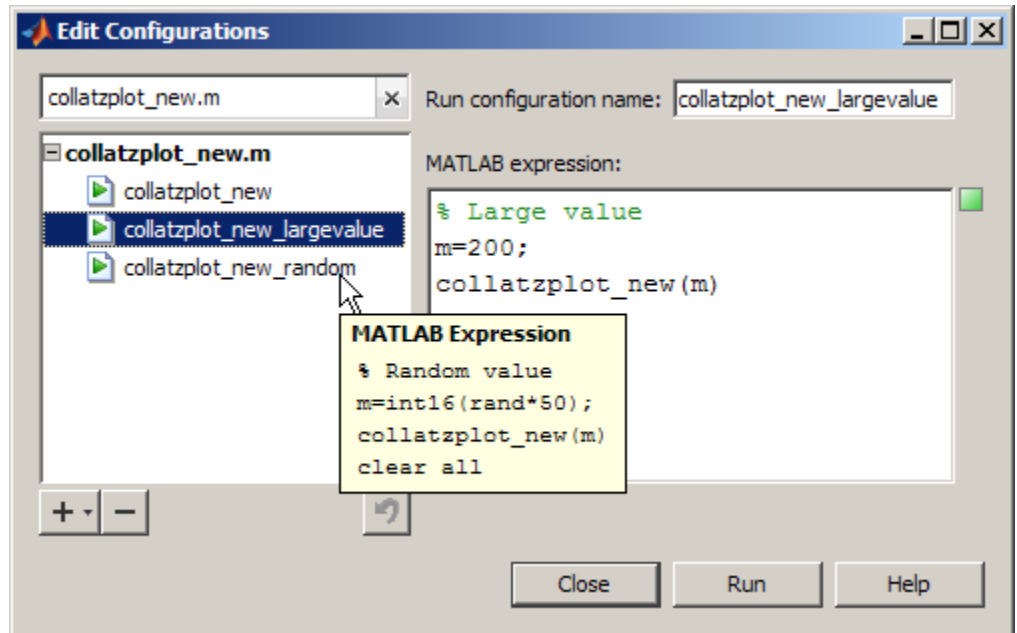 Edit Configurations
collatzplot_new.m
Run configuration name: collatzplot_new_largevalue
collatzplot_new.m
collatzplot_new
collatzplot_new_largevalue
collatzplot_new_random
MATLAB expression:
% Large value
m=200;
collatzplot_new(m)
MATLAB Expression
% Random value
m=int16(rand*50);
collatzplot_new(m)
clear all
Close
Run
Help